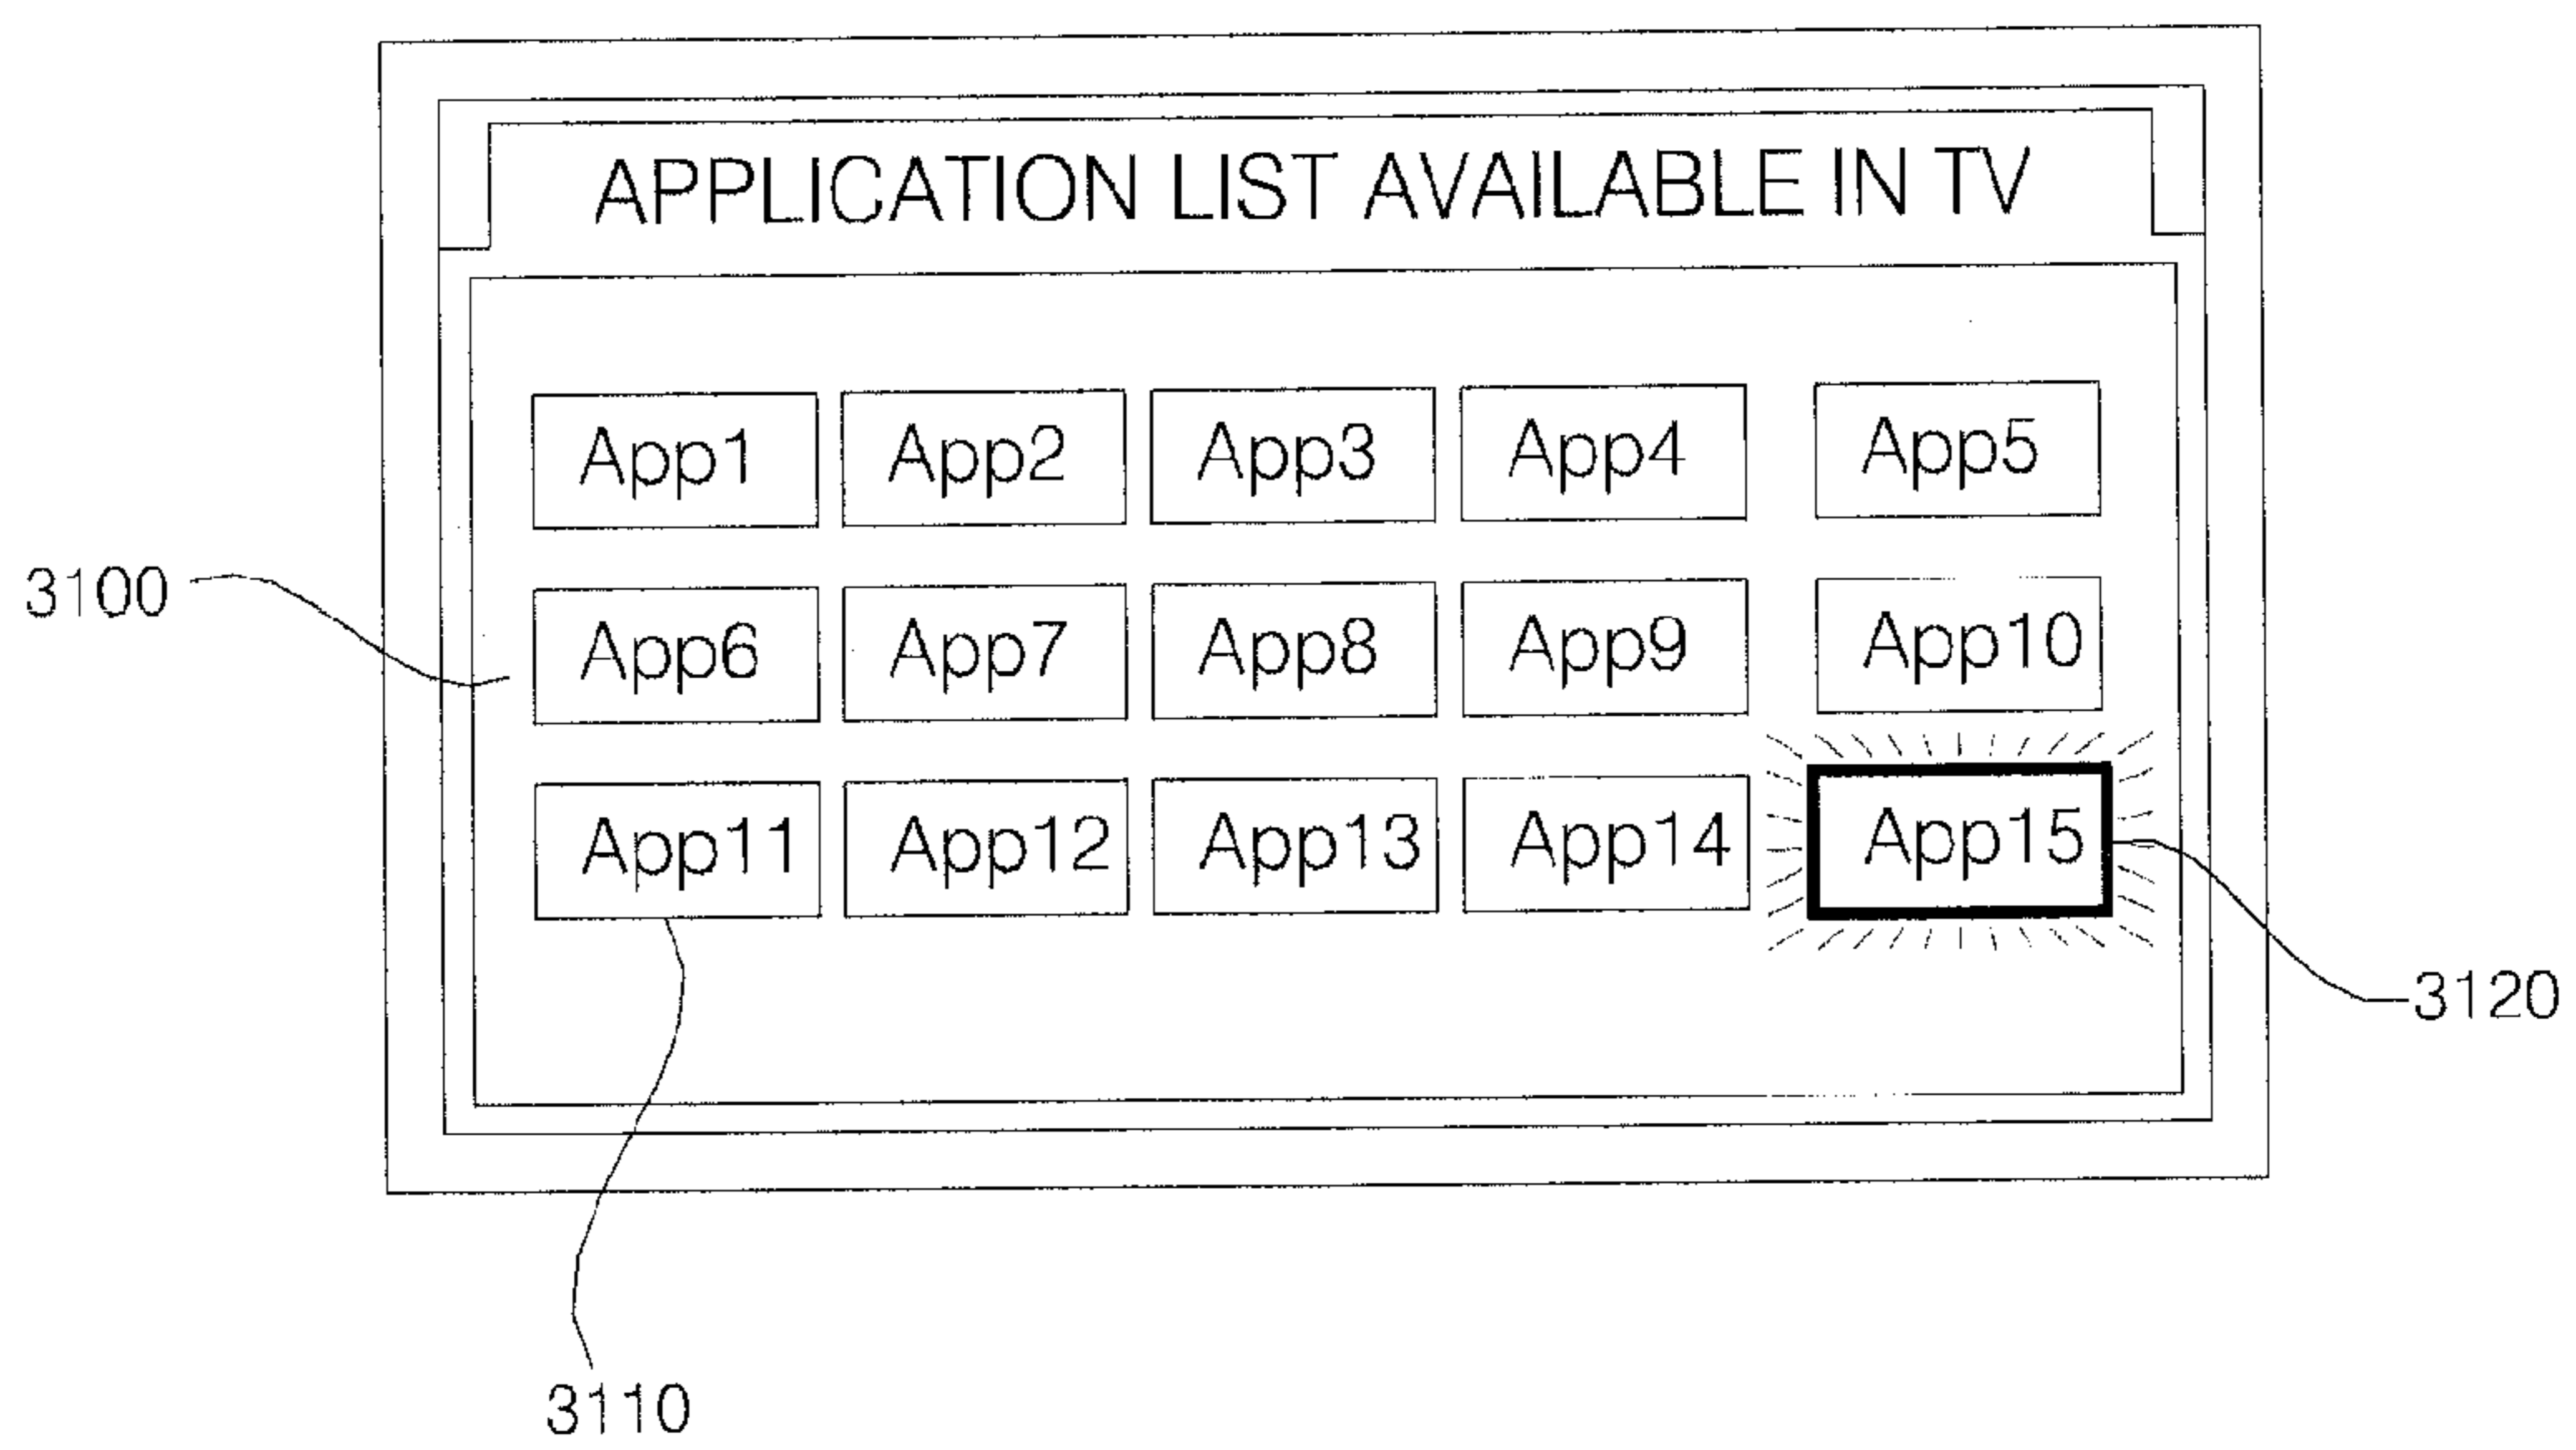 APPLICATION LIST AVAILABLE IN TV
App1 App2 App3 App4 App5
3100
App6 App7 App8 App9 App10
App11 App12 App13 App14 App15
3120
3110